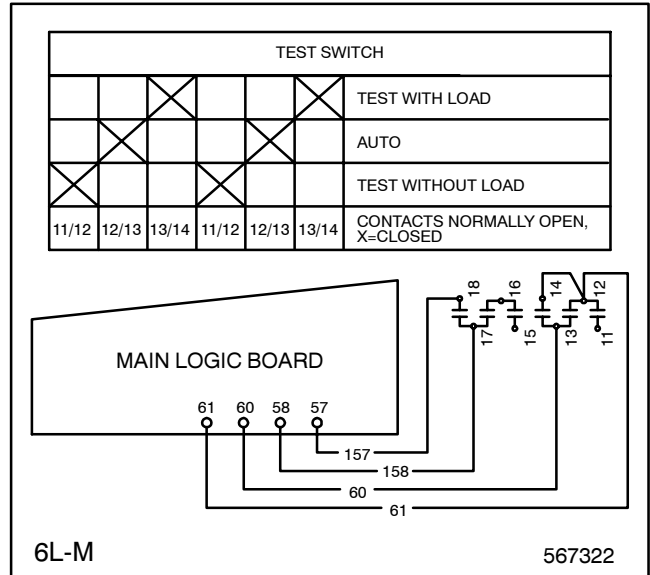 TEST SWITCH
TEST WITH LOAD
AUTO
TEST WITHOUT LOAD
11/12 12/13 13/14 11/12 12/13 13/14 CONTACTS NORMALLY OPEN,
X=CLOSED
18 16 14 12
17 15 13 11
MAIN LOGIC BOARD
61 60 58 57
157
158
60
61
6L-M 567322